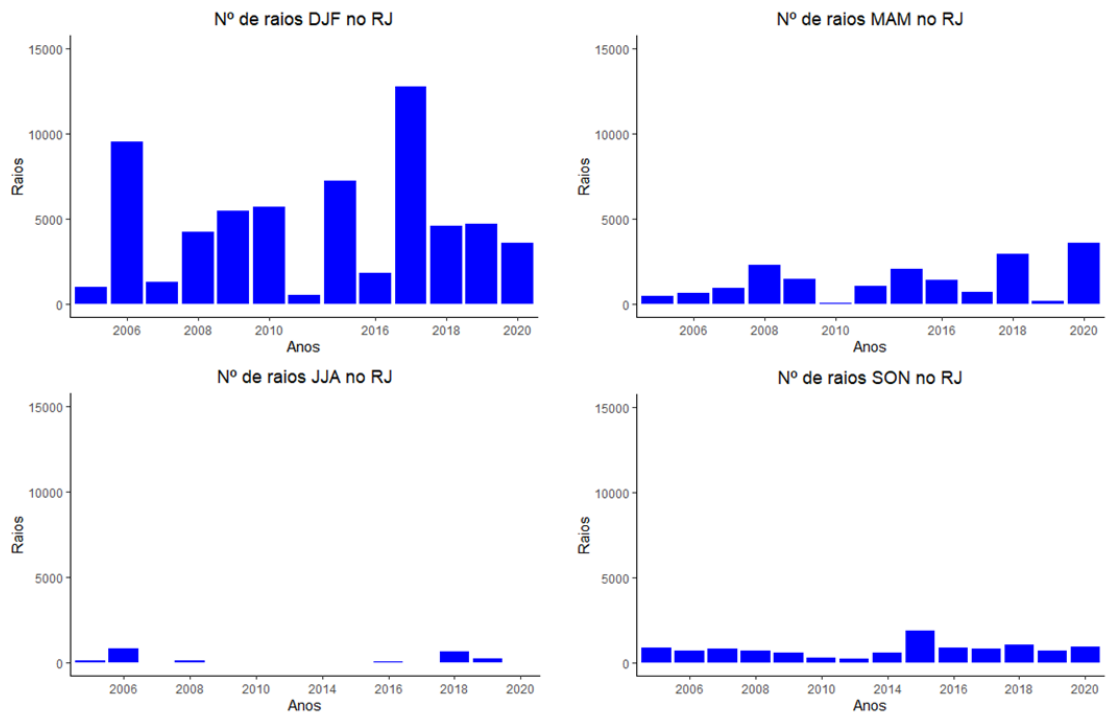 Nº de raios DJF no RJ
15000
10000
5000
0
Raios
2006 2008 2010 2016 2018 2020
Anos
Nº de raios MAM no RJ
15000
10000
5000
0
Raios
2006 2008 2010 2016 2018 2020
Anos
Nº de raios JJA no RJ
15000
10000
5000
0
Raios
2006 2008 2010 2014 2016 2018 2020
Anos
Nº de raios SON no RJ
15000
10000
5000
0
Raios
2006 2008 2010 2014 2016 2018 2020
Anos